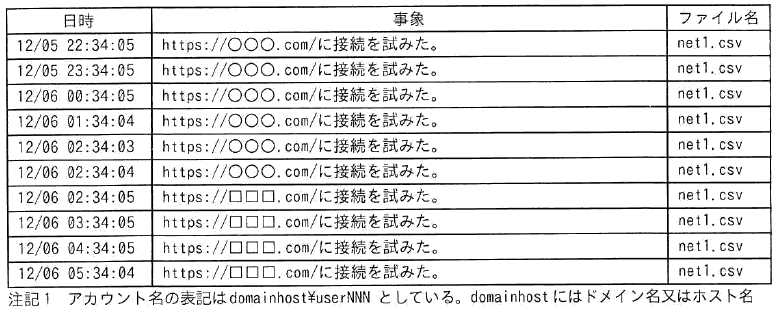 日時 事象 ファイル名
12/05 22:34:05 https://○○○.com/に接続を試みた。 net1.csv
12/05 23:34:05 https://○○○.com/に接続を試みた。 net1.csv
12/06 00:34:05 https://○○○.com/に接続を試みた。 net1.csv
12/06 01:34:04 https://○○○.com/に接続を試みた。 net1.csv
12/06 02:34:03 https://○○○.com/に接続を試みた。 net1.csv
12/06 02:34:04 https://○○○.com/に接続を試みた。 net1.csv
12/06 02:34:05 https://□□□.com/に接続を試みた。 net1.csv
12/06 03:34:05 https://□□□.com/に接続を試みた。 net1.csv
12/06 04:34:05 https://□□□.com/に接続を試みた。 net1.csv
12/06 05:34:04 https://□□□.com/に接続を試みた。 net1.csv
注記1 アカウント名の表記はdomainhost¥userNNN としている。domainhostにはドメイン名又はホスト名